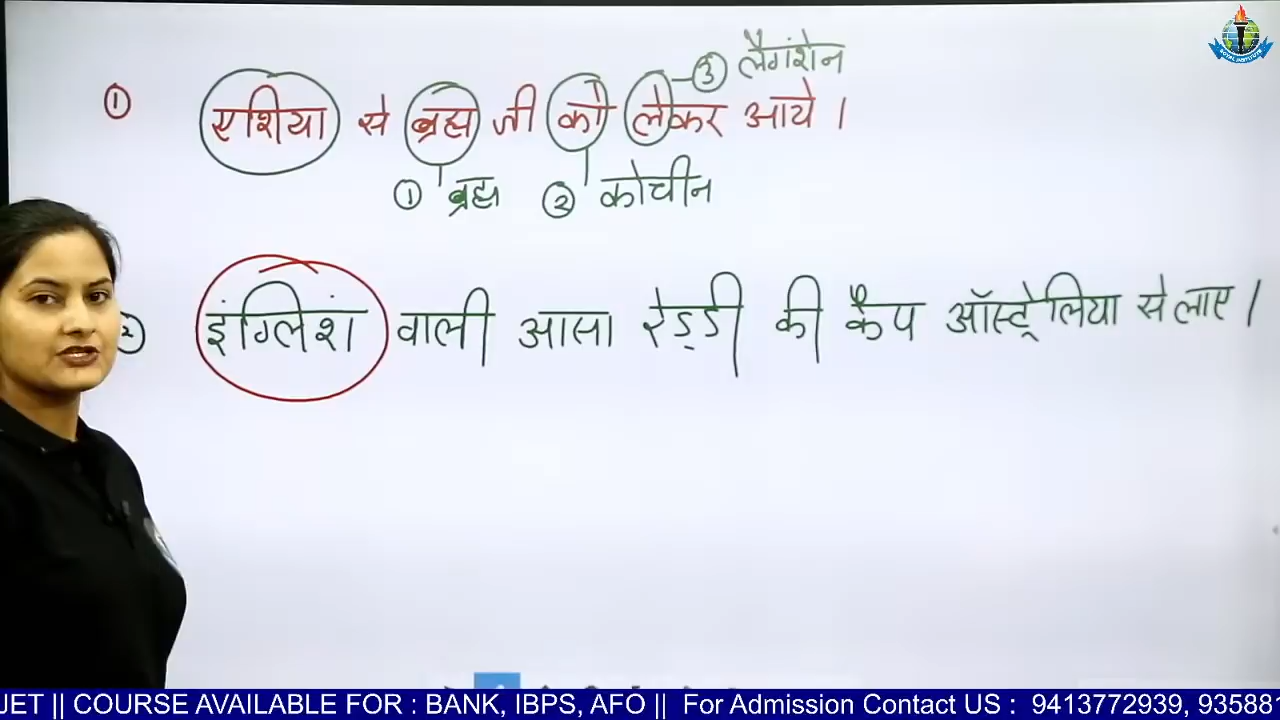 ③ लैगशेन
① एशिया से ब्रह्म जी को लेकर आये ।
① ब्रह्म ② कोचीन
② इंग्लिशं वाली आसा रेड्डी की कैप ऑस्ट्रेलिया से लाए ।
JET || COURSE AVAILABLE FOR : BANK, IBPS, AFO || For Admission Contact US : 9413772939, 93588